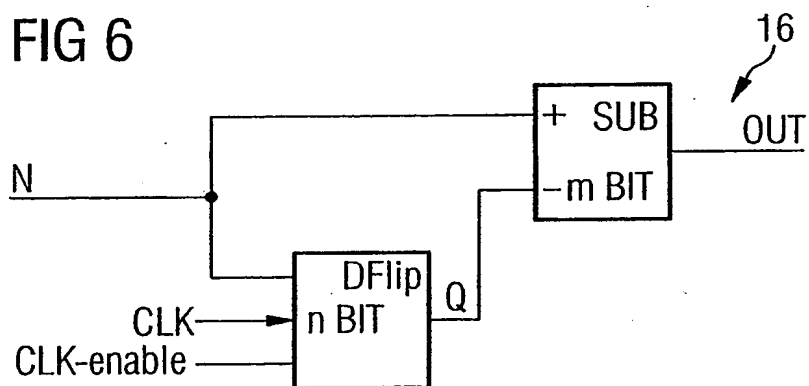 FIG 6
16
+ SUB
OUT
N
- m BIT
DFlip
Q
CLK
n BIT
CLK-enable